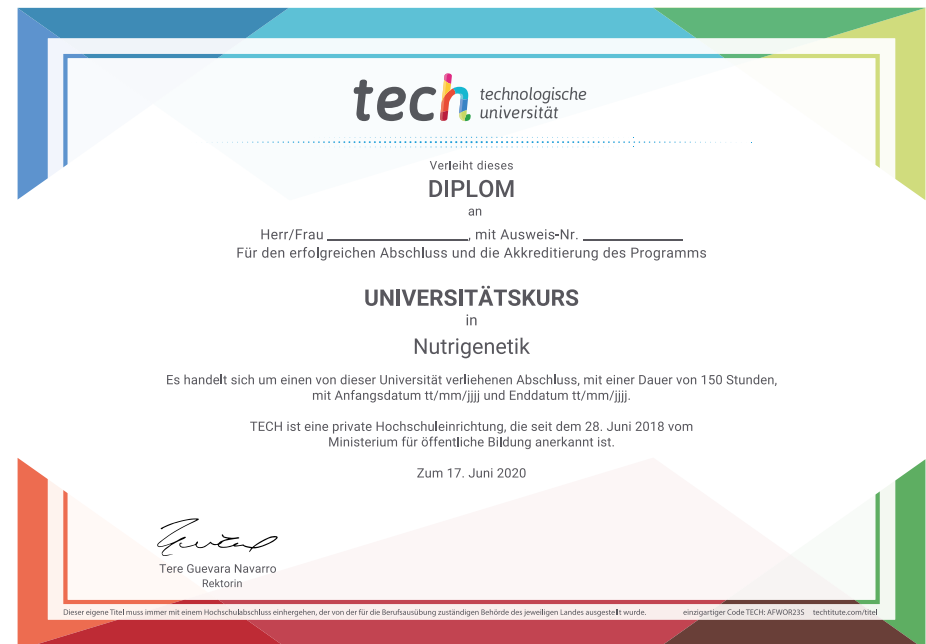 tech technologische
universität
Verleiht dieses
DIPLOM
an
Herr/Frau ____________________, mit Ausweis-Nr. ______________
Für den erfolgreichen Abschluss und die Akkreditierung des Programms
UNIVERSITÄTSKURS
in
Nutrigenetik
Es handelt sich um einen von dieser Universität verliehenen Abschluss, mit einer Dauer von 150 Stunden,
mit Anfangsdatum tt/mm/jjjj und Enddatum tt/mm/jjjj.
TECH ist eine private Hochschuleinrichtung, die seit dem 28. Juni 2018 vom
Ministerium für öffentliche Bildung anerkannt ist.
Zum 17. Juni 2020
Tere Guevara Navarro
Rektorin
Dieser eigene Titel muss immer mit einem Hochschulabschluss einhergehen, der von der für die Berufsausübung zuständigen Behörde des jeweiligen Landes ausgestellt wurde. einzigartiger Code TECH: AFWOR23S techtitute.com/titel